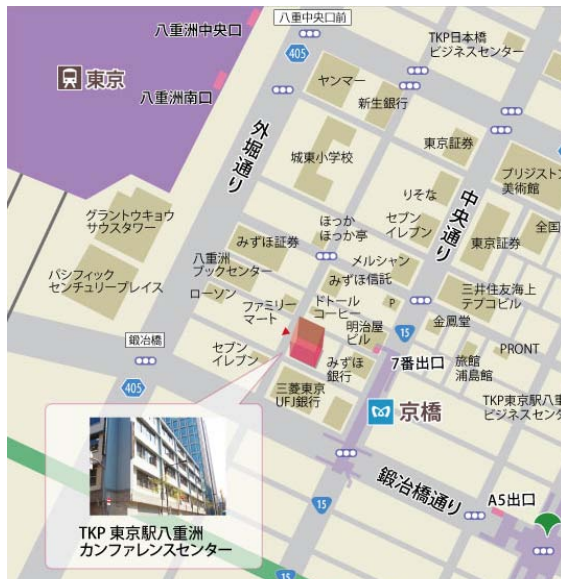 八重洲中央口
八重中央口前
405
TKP日本橋
ビジネスセンター
東京
八重洲南口
ヤンマー
新生銀行
外堀通り
城東小学校
東京証券
中央通り
ブリジストン
美術館
りそな
グラントウキョウ
サウスタワー
ほっか
ほっか亭
セブン
イレブン
東京証券
全国
みずほ証券
メルシャン
八重洲
ブックセンター
みずほ信託
パシフィック
センチュリープレイス
三井住友海上
テプコビル
ローソン
ファミリー
マート
ドトール
コーヒー
P
明治屋
ビル
15
金鳳堂
鍛冶橋
セブン
イレブン
みずほ
銀行
7番出口
旅館
浦島館
PRONT
405
三菱東京
UFJ銀行
京橋
TKP東京駅八重
ビジネスセンタ
鍛冶橋通り
A5出口
15
TKP 東京駅八重洲
カンファレンスセンター
15